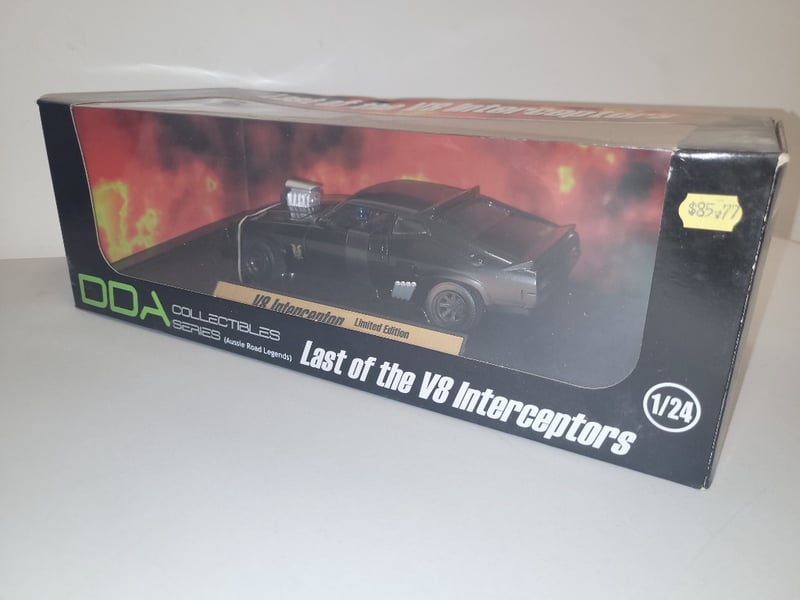 Last of the V8 Interceptors
$85.77
V8 Interceptor Limited Edition
DDA COLLECTIBLES
SERIES (Aussie Road Legends)
Last of the V8 Interceptors
1/24